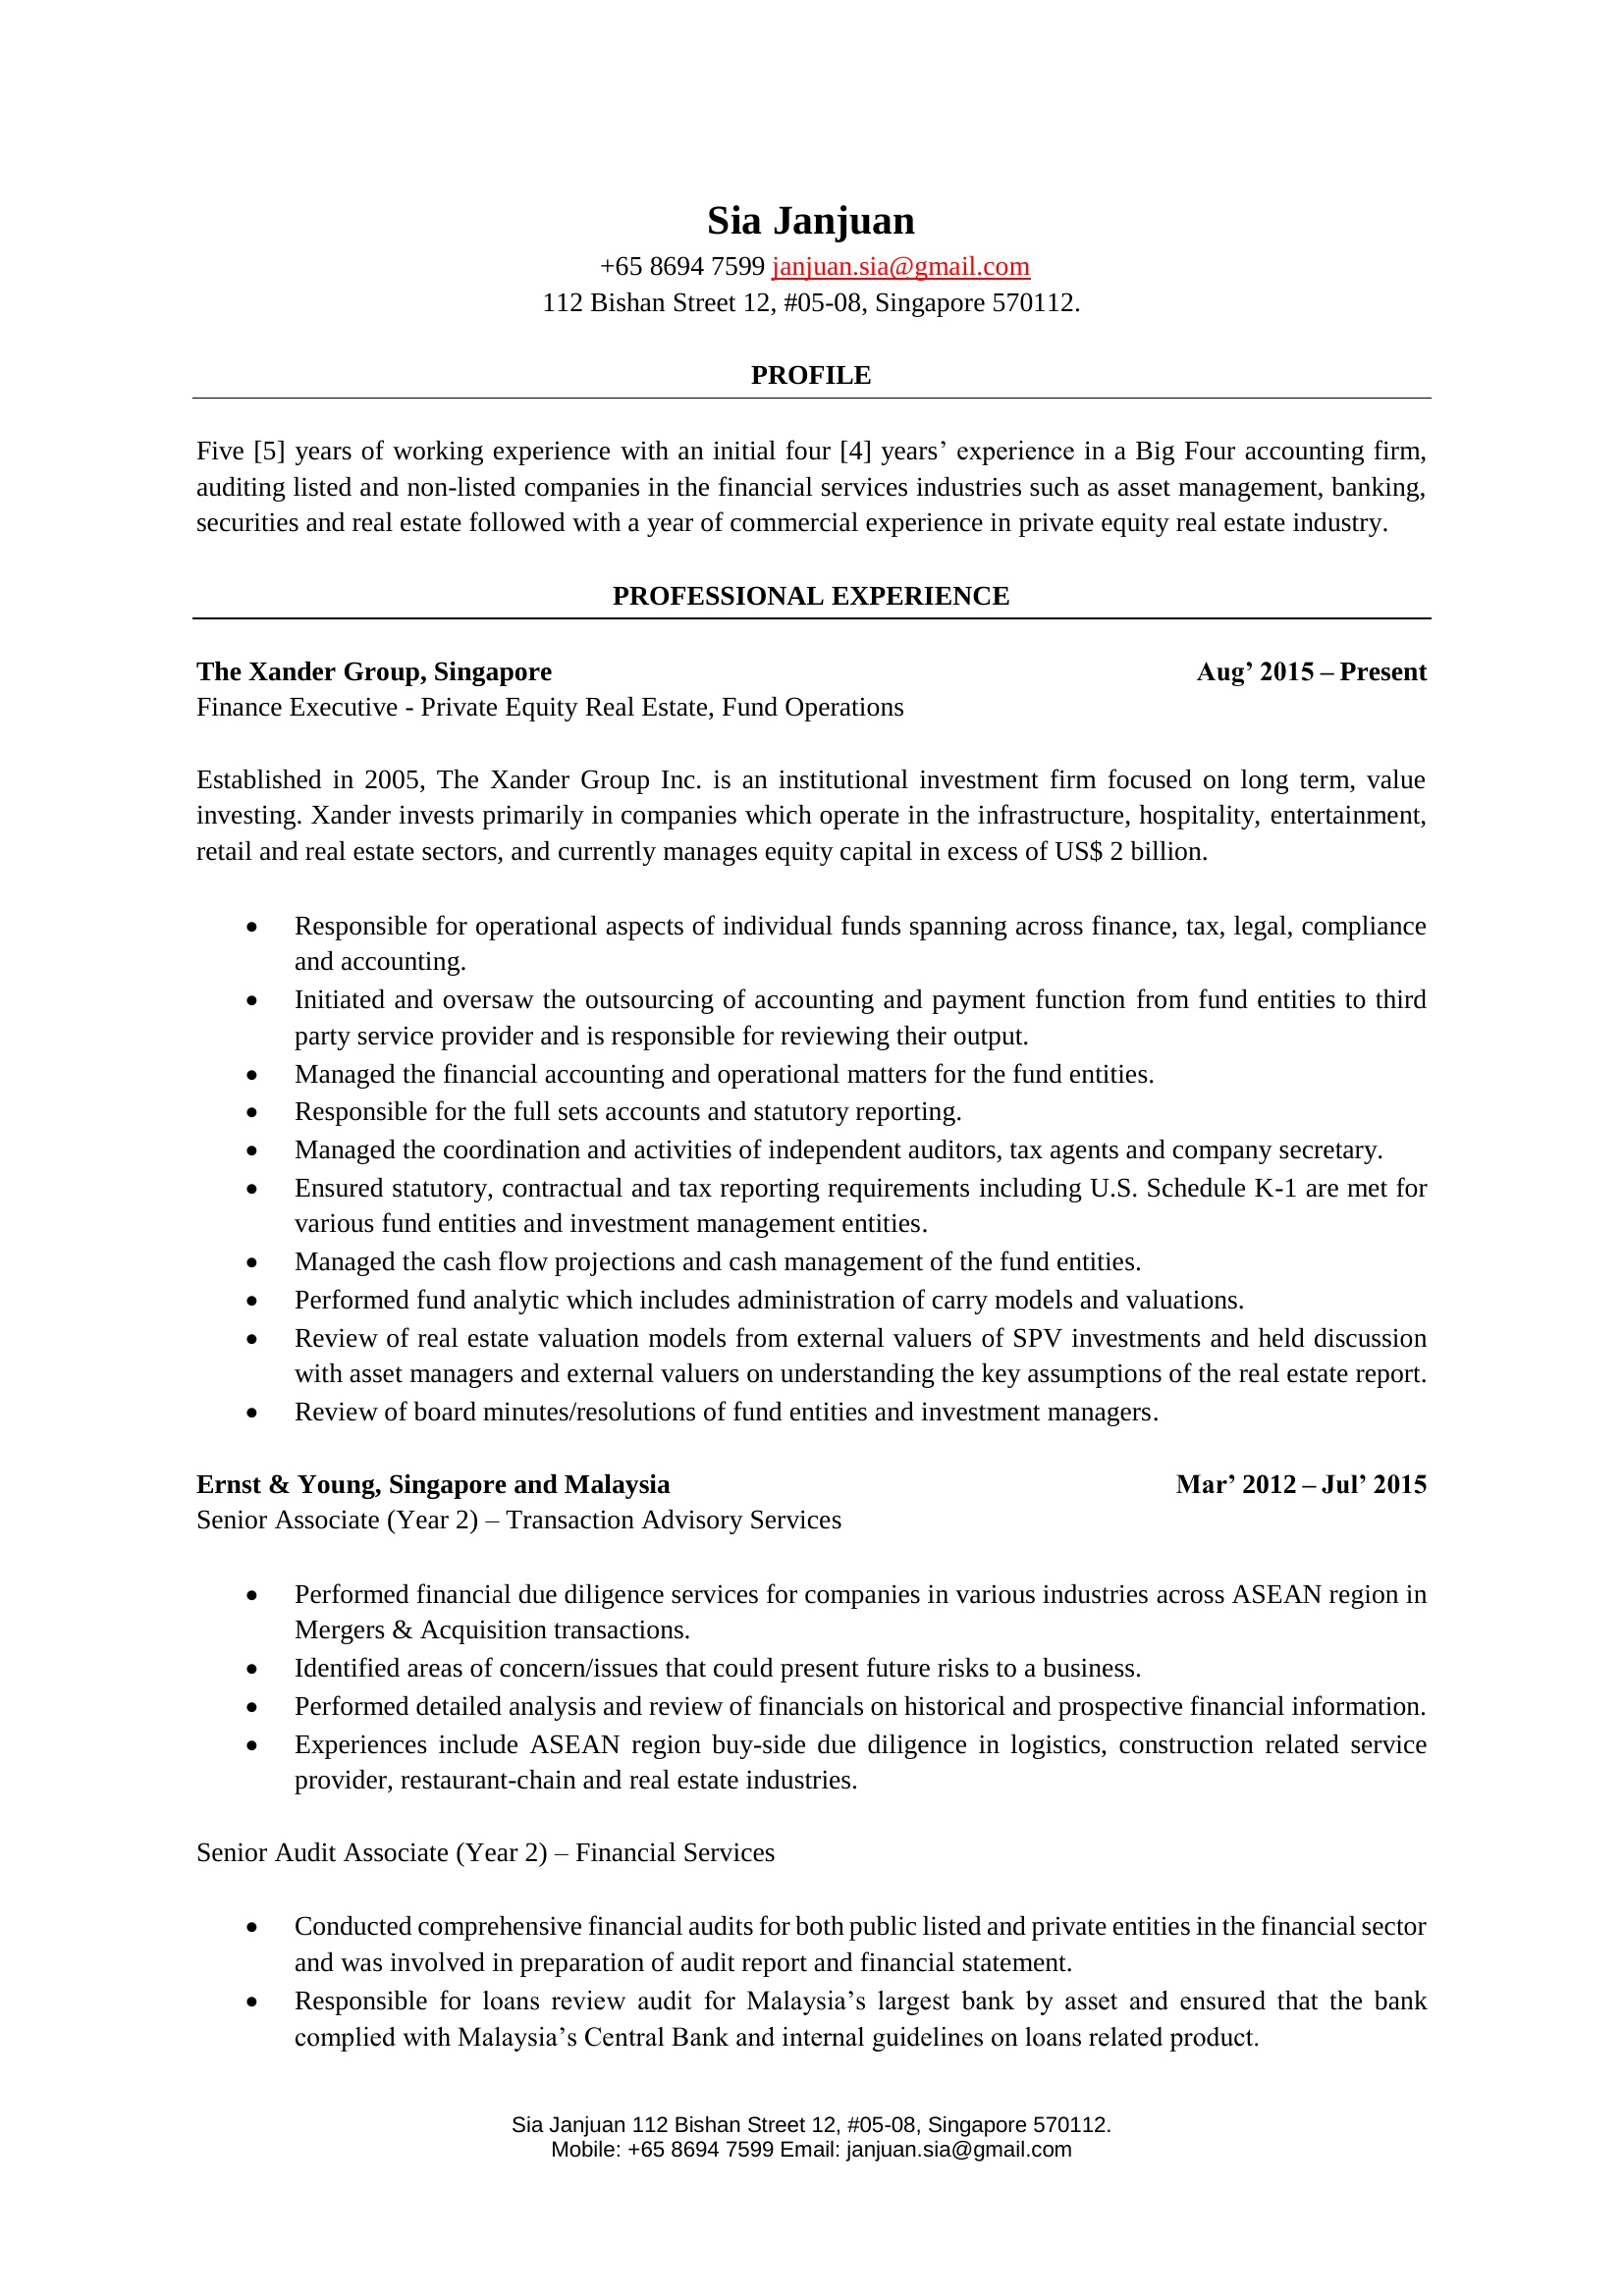 Sia Janjuan
+65 8694 7599 janjuan.sia@gmail.com
112 Bishan Street 12, #05-08, Singapore 570112.
PROFILE
Five [5] years of working experience with an initial four [4] years’ experience in a Big Four accounting firm,
auditing listed and non-listed companies in the financial services industries such as asset management, banking,
securities and real estate followed with a year of commercial experience in private equity real estate industry.
PROFESSIONAL EXPERIENCE
The Xander Group, Singapore Aug’ 2015 – Present
Finance Executive - Private Equity Real Estate, Fund Operations
Established in 2005, The Xander Group Inc. is an institutional investment firm focused on long term, value
investing. Xander invests primarily in companies which operate in the infrastructure, hospitality, entertainment,
retail and real estate sectors, and currently manages equity capital in excess of US$ 2 billion.
• Responsible for operational aspects of individual funds spanning across finance, tax, legal, compliance
and accounting.
• Initiated and oversaw the outsourcing of accounting and payment function from fund entities to third
party service provider and is responsible for reviewing their output.
• Managed the financial accounting and operational matters for the fund entities.
• Responsible for the full sets accounts and statutory reporting.
• Managed the coordination and activities of independent auditors, tax agents and company secretary.
• Ensured statutory, contractual and tax reporting requirements including U.S. Schedule K-1 are met for
various fund entities and investment management entities.
• Managed the cash flow projections and cash management of the fund entities.
• Performed fund analytic which includes administration of carry models and valuations.
• Review of real estate valuation models from external valuers of SPV investments and held discussion
with asset managers and external valuers on understanding the key assumptions of the real estate report.
• Review of board minutes/resolutions of fund entities and investment managers.
Ernst & Young, Singapore and Malaysia Mar’ 2012 – Jul’ 2015
Senior Associate (Year 2) – Transaction Advisory Services
• Performed financial due diligence services for companies in various industries across ASEAN region in
Mergers & Acquisition transactions.
• Identified areas of concern/issues that could present future risks to a business.
• Performed detailed analysis and review of financials on historical and prospective financial information.
• Experiences include ASEAN region buy-side due diligence in logistics, construction related service
provider, restaurant-chain and real estate industries.
Senior Audit Associate (Year 2) – Financial Services
• Conducted comprehensive financial audits for both public listed and private entities in the financial sector
and was involved in preparation of audit report and financial statement.
• Responsible for loans review audit for Malaysia’s largest bank by asset and ensured that the bank
complied with Malaysia’s Central Bank and internal guidelines on loans related product.
Sia Janjuan 112 Bishan Street 12, #05-08, Singapore 570112.
Mobile: +65 8694 7599 Email: janjuan.sia@gmail.com